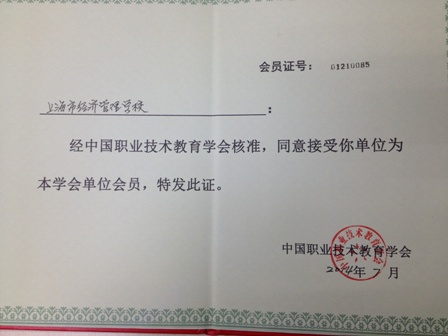 会员证号： 01210085
上海市经济管理学校：
经中国职业技术教育学会核准，同意接受你单位为
本学会单位会员，特发此证。
中国职业技术教育学会
年7月